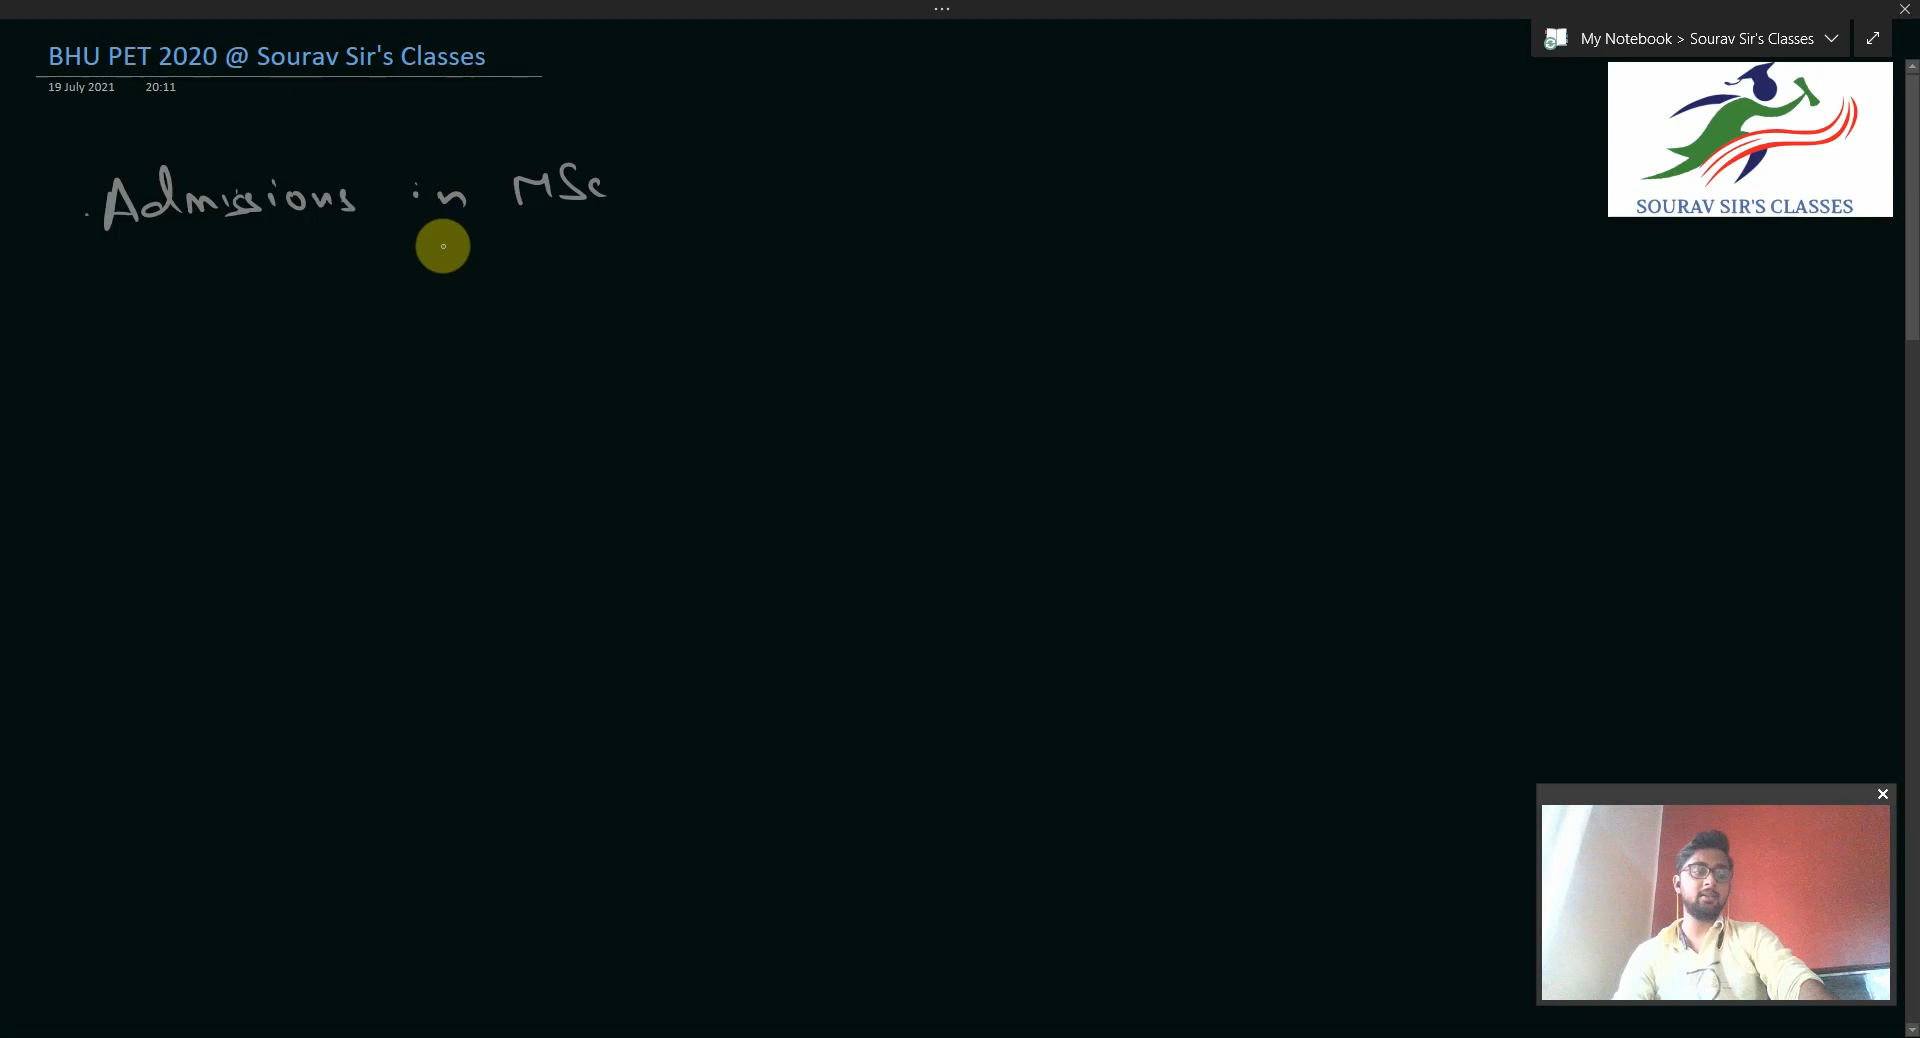 BHU PET 2020 @ Sourav Sir's Classes
19 July 2021 20:11
My Notebook > Sourav Sir's Classes
SOURAV SIR'S CLASSES
Admissions in MSc